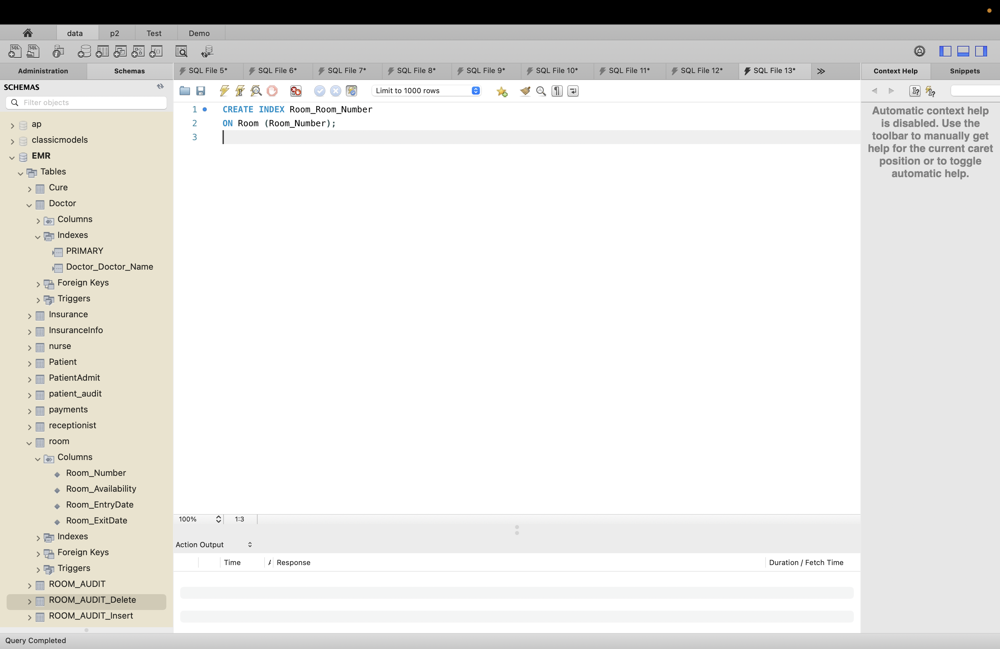 data
p2
Test
Demo
Administration
Schemas
SQL File 5*
SQL File 6*
SQL File 7*
SQL File 8*
SQL File 9*
SQL File 10*
SQL File 11*
SQL File 12*
SQL File 13*
Context Help
Snippets
SCHEMAS
Filter objects
Limit to 1000 rows
ap
classicmodels
EMR
Tables
Cure
Doctor
Columns
Indexes
PRIMARY
Doctor_Doctor_Name
Foreign Keys
Triggers
Insurance
InsuranceInfo
nurse
Patient
PatientAdmit
patient_audit
payments
receptionist
room
Columns
Room_Number
Room_Availability
Room_EntryDate
Room_ExitDate
Indexes
Foreign Keys
Triggers
ROOM_AUDIT
ROOM_AUDIT_Delete
ROOM_AUDIT_Insert
1 CREATE INDEX Room_Room_Number
2 ON Room (Room_Number);
3
Automatic context help
is disabled. Use the
toolbar to manually get
help for the current caret
position or to toggle
automatic help.
100%
1:3
Action Output
Time
Response
Duration / Fetch Time
Query Completed